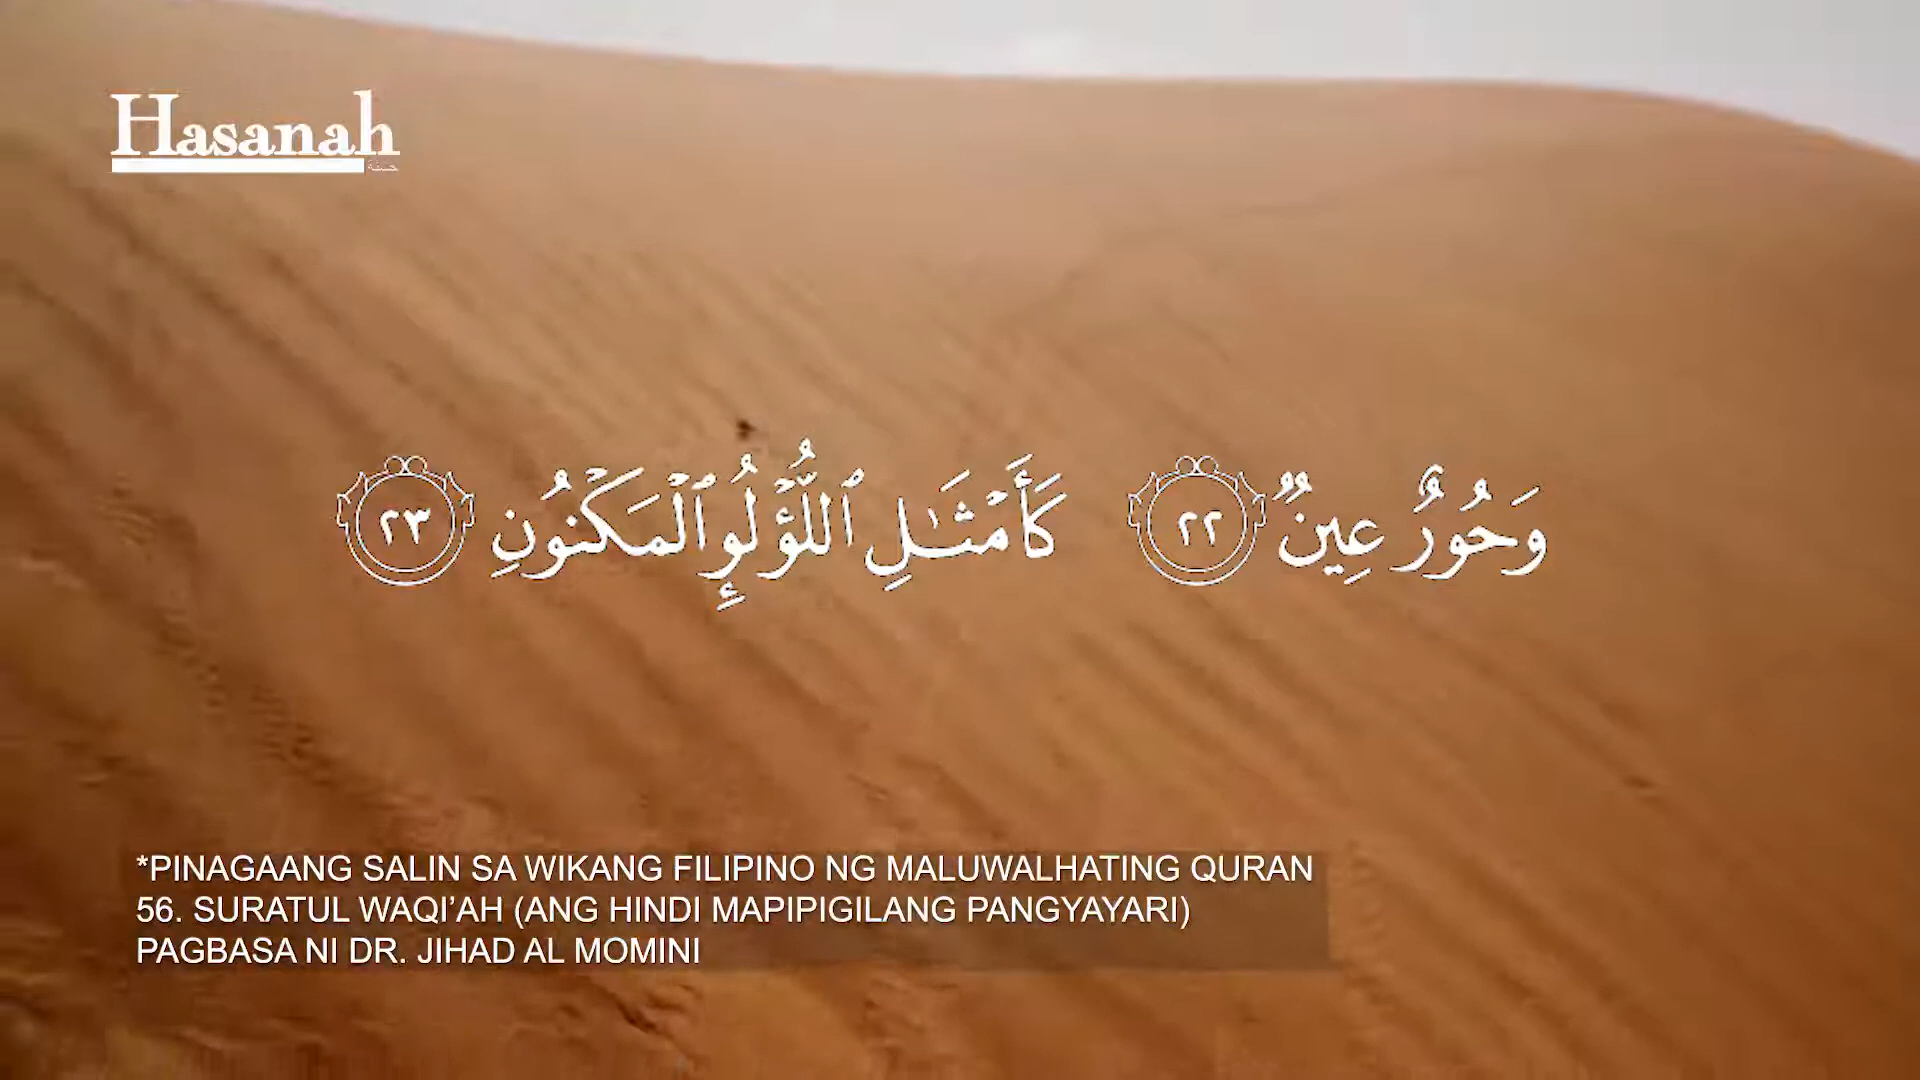 Hasanah
حسنة
وَحُورٌ عِينٌ ٢٢ كَأَمْثَـٰلِ ٱللُّؤْلُوِٕ ٱلْمَكْنُونِ ٢٣
*PINAGAANG SALIN SA WIKANG FILIPINO NG MALUWALHATING QURAN
56. SURATUL WAQI’AH (ANG HINDI MAPIPIGILANG PANGYAYARI)
PAGBASA NI DR. JIHAD AL MOMINI